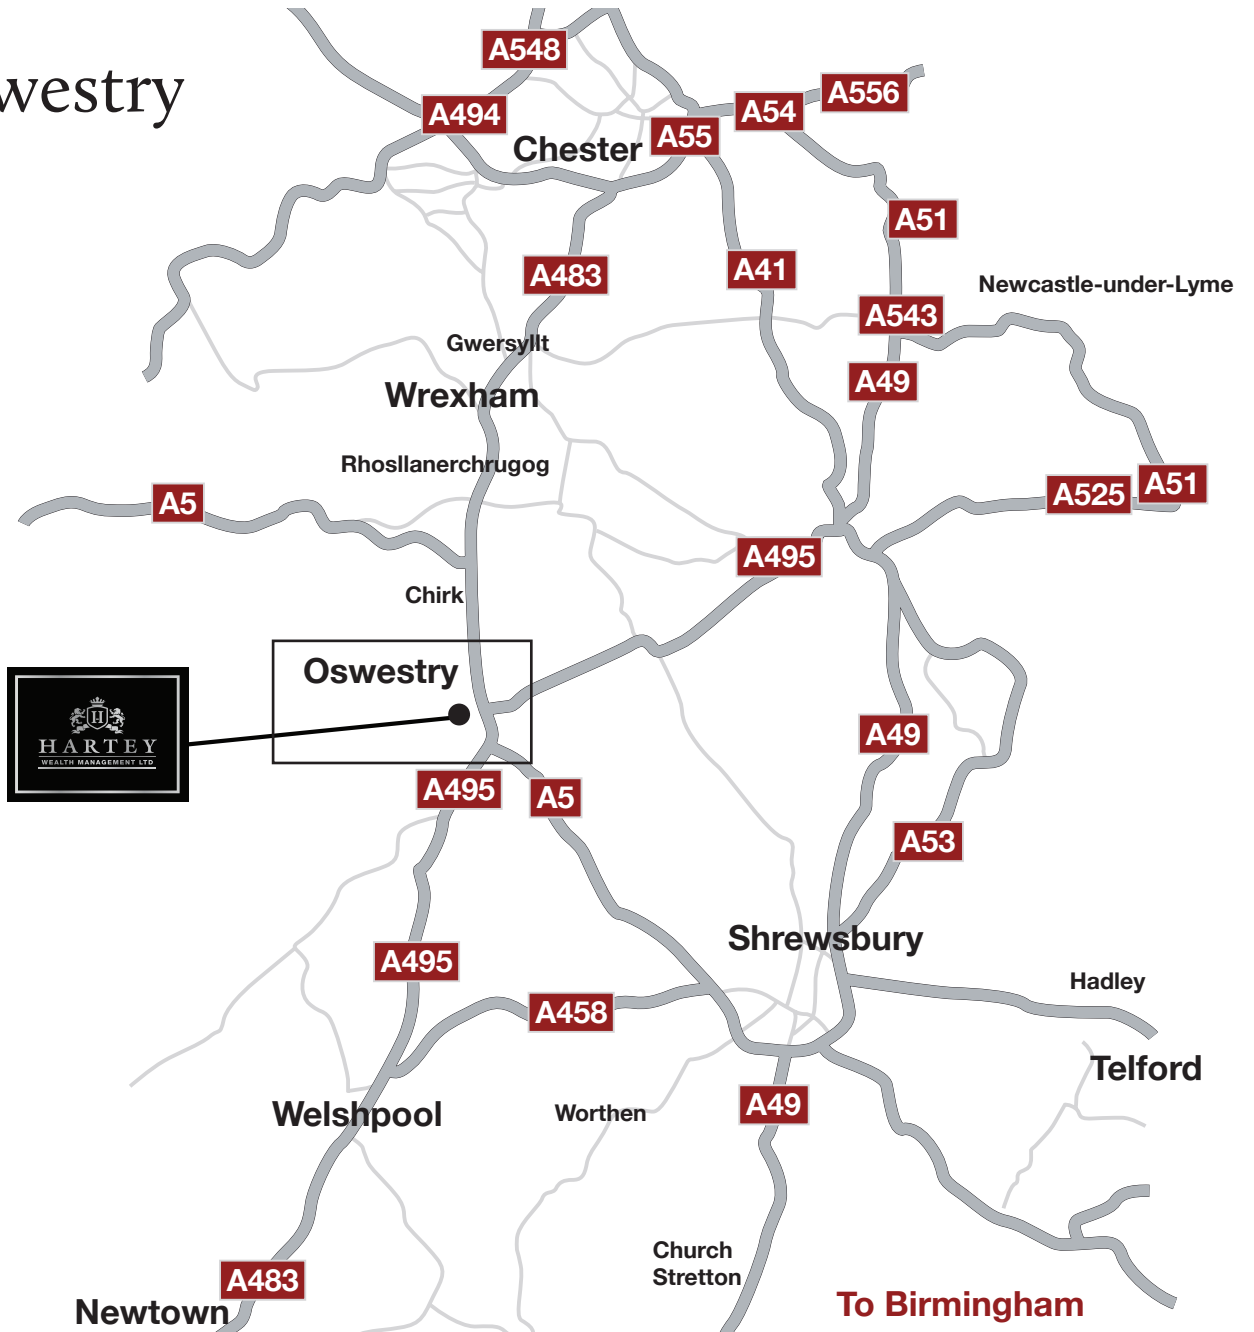 westry
A548
A556
A494
A54
A55
Chester
A51
A483
A41
Newcastle-under-Lyme
A543
Gwersyllt
A49
Wrexham
Rhosllanerchrugog
A5
A525
A51
A495
Chirk
Oswestry
H
HARTEY
WEALTH MANAGEMENT LTD
A49
A495
A5
A53
Shrewsbury
A495
Hadley
A458
Telford
Welshpool
Worthen
A49
Church
Stretton
A483
Newtown
To Birmingham